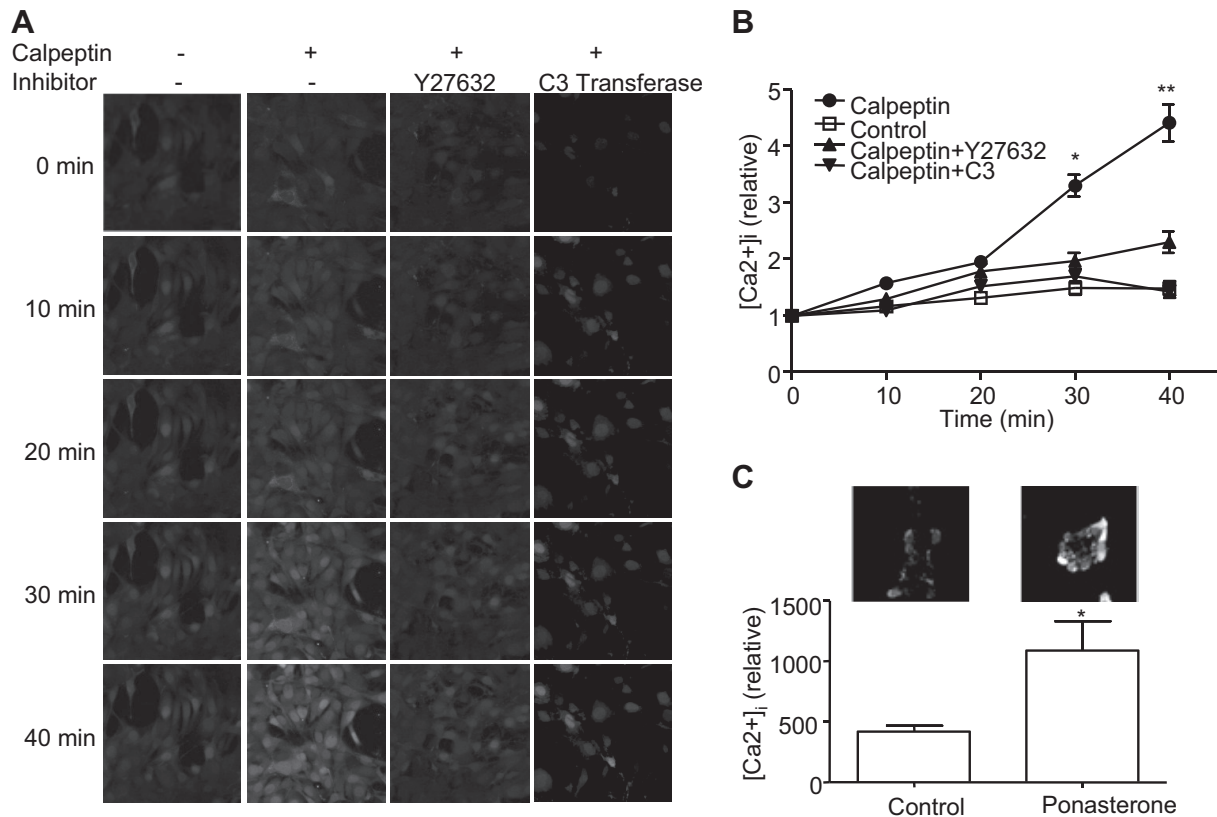 A
Calpeptin - + + +
Inhibitor - - Y27632 C3 Transferase
0 min
10 min
20 min
30 min
40 min
B
[Ca2+]i (relative)
5
4
3
2
1
0
Calpeptin
Control
Calpeptin+Y27632
Calpeptin+C3
*
**
0 10 20 30 40
Time (min)
C
[Ca2+]i (relative)
1500
1000
500
0
*
Control Ponasterone